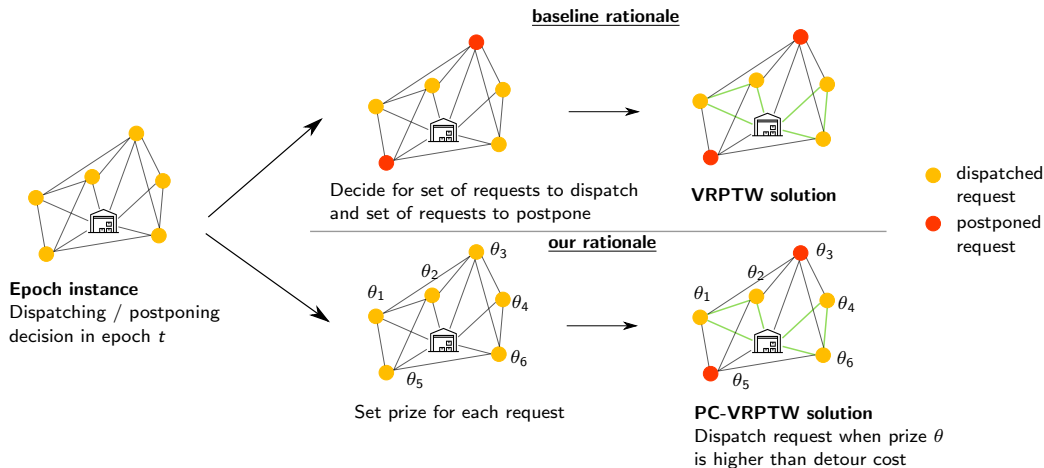 baseline rationale
Decide for set of requests to dispatch
and set of requests to postpone
VRPTW solution
dispatched
request
postponed
request
Epoch instance
Dispatching / postponing
decision in epoch t
our rationale
θ1
θ2
θ3
θ4
θ5
θ6
Set prize for each request
θ1
θ2
θ3
θ4
θ5
θ6
PC-VRPTW solution
Dispatch request when prize θ
is higher than detour cost